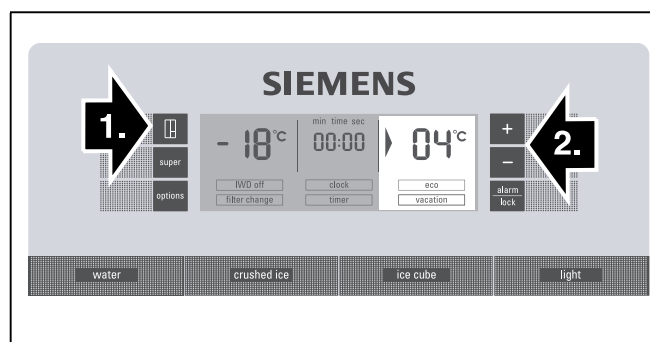 SIEMENS
1.
super
options
- 18°C
IWD off
filter change
min time sec
00:00
clock
timer
04°C
eco
vacation
+
−
alarm
lock
2.
water
crushed ice
ice cube
light